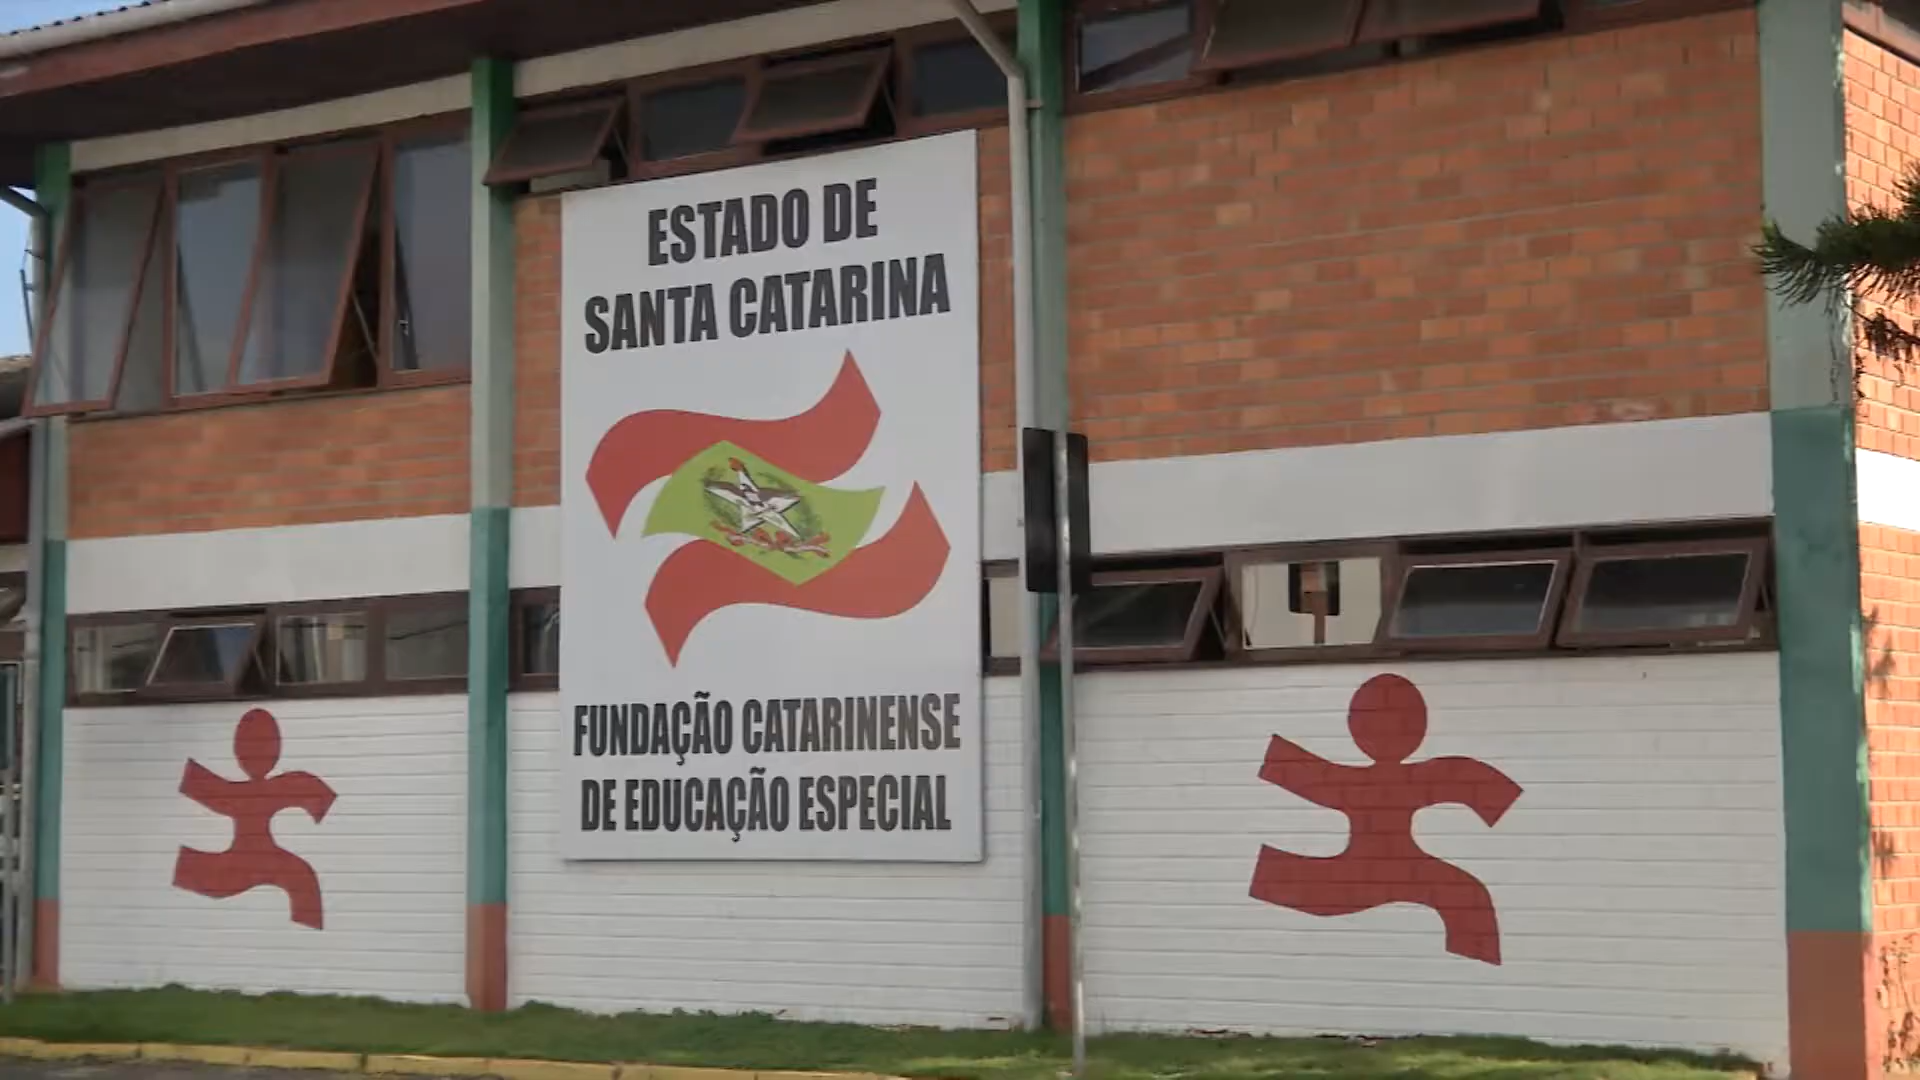 ESTADO DE
SANTA CATARINA
FUNDAÇÃO CATARINENSE
DE EDUCAÇÃO ESPECIAL